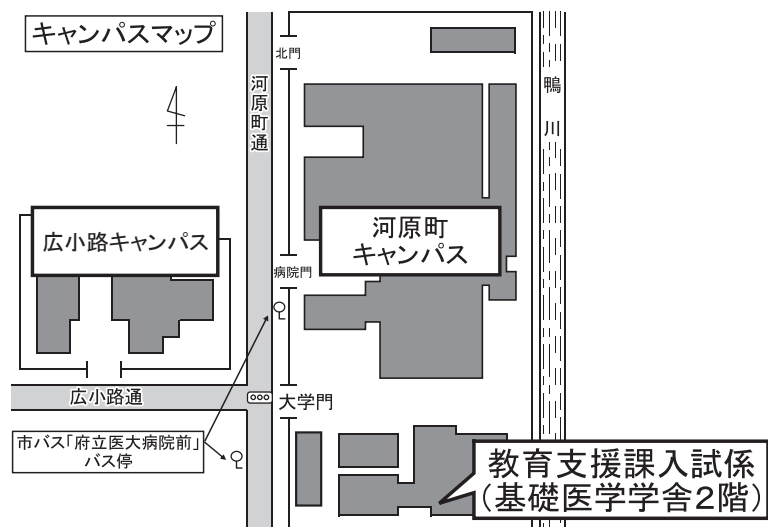 キャンパスマップ
北門
河原町通
鴨川
広小路キャンパス
河原町
キャンパス
病院門
広小路通
大学門
市バス「府立医大病院前」
バス停
教育支援課入試係
(基礎医学学舎2階)